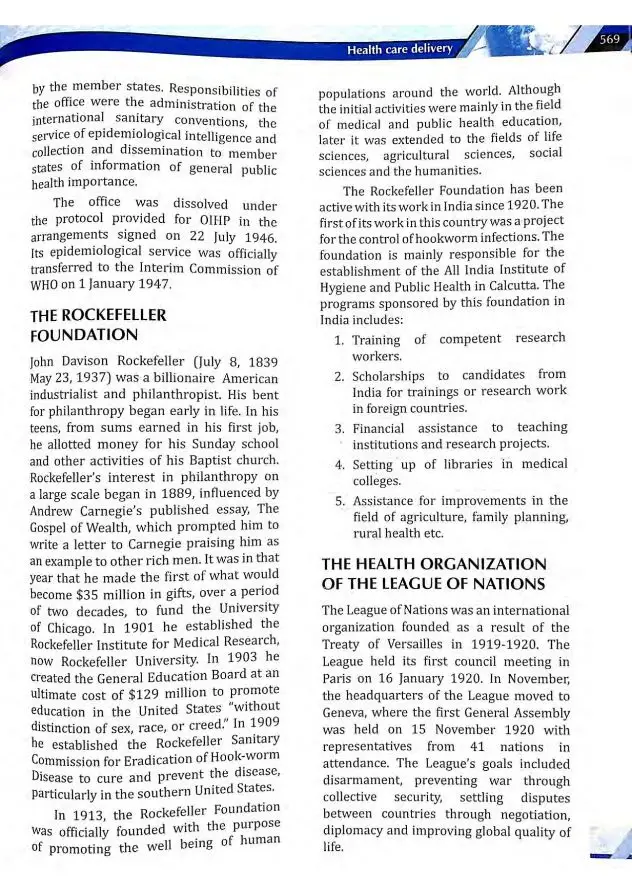 Health care delivery
569
by the member states. Responsibilities of
the office were the administration of the
international sanitary conventions, the
service of epidemiological intelligence and
collection and dissemination to member
states of information of general public
health importance.
The office was dissolved under
the protocol provided for OIHP in the
arrangements signed on 22 July 1946.
Its epidemiological service was officially
transferred to the Interim Commission of
WHO on 1 January 1947.
THE ROCKEFELLER
FOUNDATION
John Davison Rockefeller (July 8, 1839
May 23, 1937) was a billionaire American
industrialist and philanthropist. His bent
for philanthropy began early in life. In his
teens, from sums earned in his first job,
he allotted money for his Sunday school
and other activities of his Baptist church.
Rockefeller's interest in philanthropy on
a large scale began in 1889, influenced by
Andrew Carnegie's published essay, The
Gospel of Wealth, which prompted him to
write a letter to Carnegie praising him as
an example to other rich men. It was in that
year that he made the first of what would
become $35 million in gifts, over a period
of two decades, to fund the University
of Chicago. In 1901 he established the
Rockefeller Institute for Medical Research,
now Rockefeller University. In 1903 he
created the General Education Board at an
ultimate cost of $129 million to promote
education in the United States "without
distinction of sex, race, or creed." In 1909
he established the Rockefeller Sanitary
Commission for Eradication of Hook-worm
Disease to cure and prevent the disease,
particularly in the southern United States.
In 1913, the Rockefeller Foundation
was officially founded with the purpose
of promoting the well being of human
populations around the world. Although
the initial activities were mainly in the field
of medical and public health education,
later it was extended to the fields of life
sciences, agricultural sciences, social
sciences and the humanities.
The Rockefeller Foundation has been
active with its work in India since 1920. The
first of its work in this country was a project
for the control of hookworm infections. The
foundation is mainly responsible for the
establishment of the All India Institute of
Hygiene and Public Health in Calcutta. The
programs sponsored by this foundation in
India includes:
1. Training of competent research
workers.
2. Scholarships to candidates from
India for trainings or research work
in foreign countries.
3. Financial assistance to teaching
institutions and research projects.
4. Setting up of libraries in medical
colleges.
5. Assistance for improvements in the
field of agriculture, family planning,
rural health etc.
THE HEALTH ORGANIZATION
OF THE LEAGUE OF NATIONS
The League of Nations was an international
organization founded as a result of the
Treaty of Versailles in 1919-1920. The
League held its first council meeting in
Paris on 16 January 1920. In November,
the headquarters of the League moved to
Geneva, where the first General Assembly
was held on 15 November 1920 with
representatives from 41 nations in
attendance. The League's goals included
disarmament, preventing war through
collective security, settling disputes
between countries through negotiation,
diplomacy and improving global quality of
life.